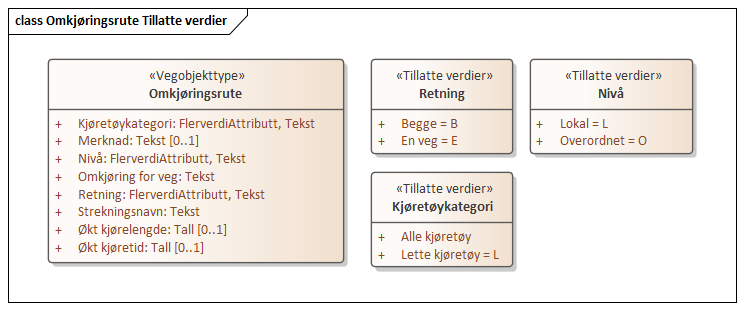 class Omkjøringsrute Tillatte verdier
«Vegobjekttype»
Omkjøringsrute
+ Kjøretøykategori: FlerverdiAttributt, Tekst
+ Merknad: Tekst [0..1]
+ Nivå: FlerverdiAttributt, Tekst
+ Omkjøring for veg: Tekst
+ Retning: FlerverdiAttributt, Tekst
+ Strekningsnavn: Tekst
+ Økt kjørelengde: Tall [0..1]
+ Økt kjøretid: Tall [0..1]
«Tillatte verdier»
Retning
+ Begge = B
+ En veg = E
«Tillatte verdier»
Nivå
+ Lokal = L
+ Overordnet = O
«Tillatte verdier»
Kjøretøykategori
+ Alle kjøretøy
+ Lette kjøretøy = L